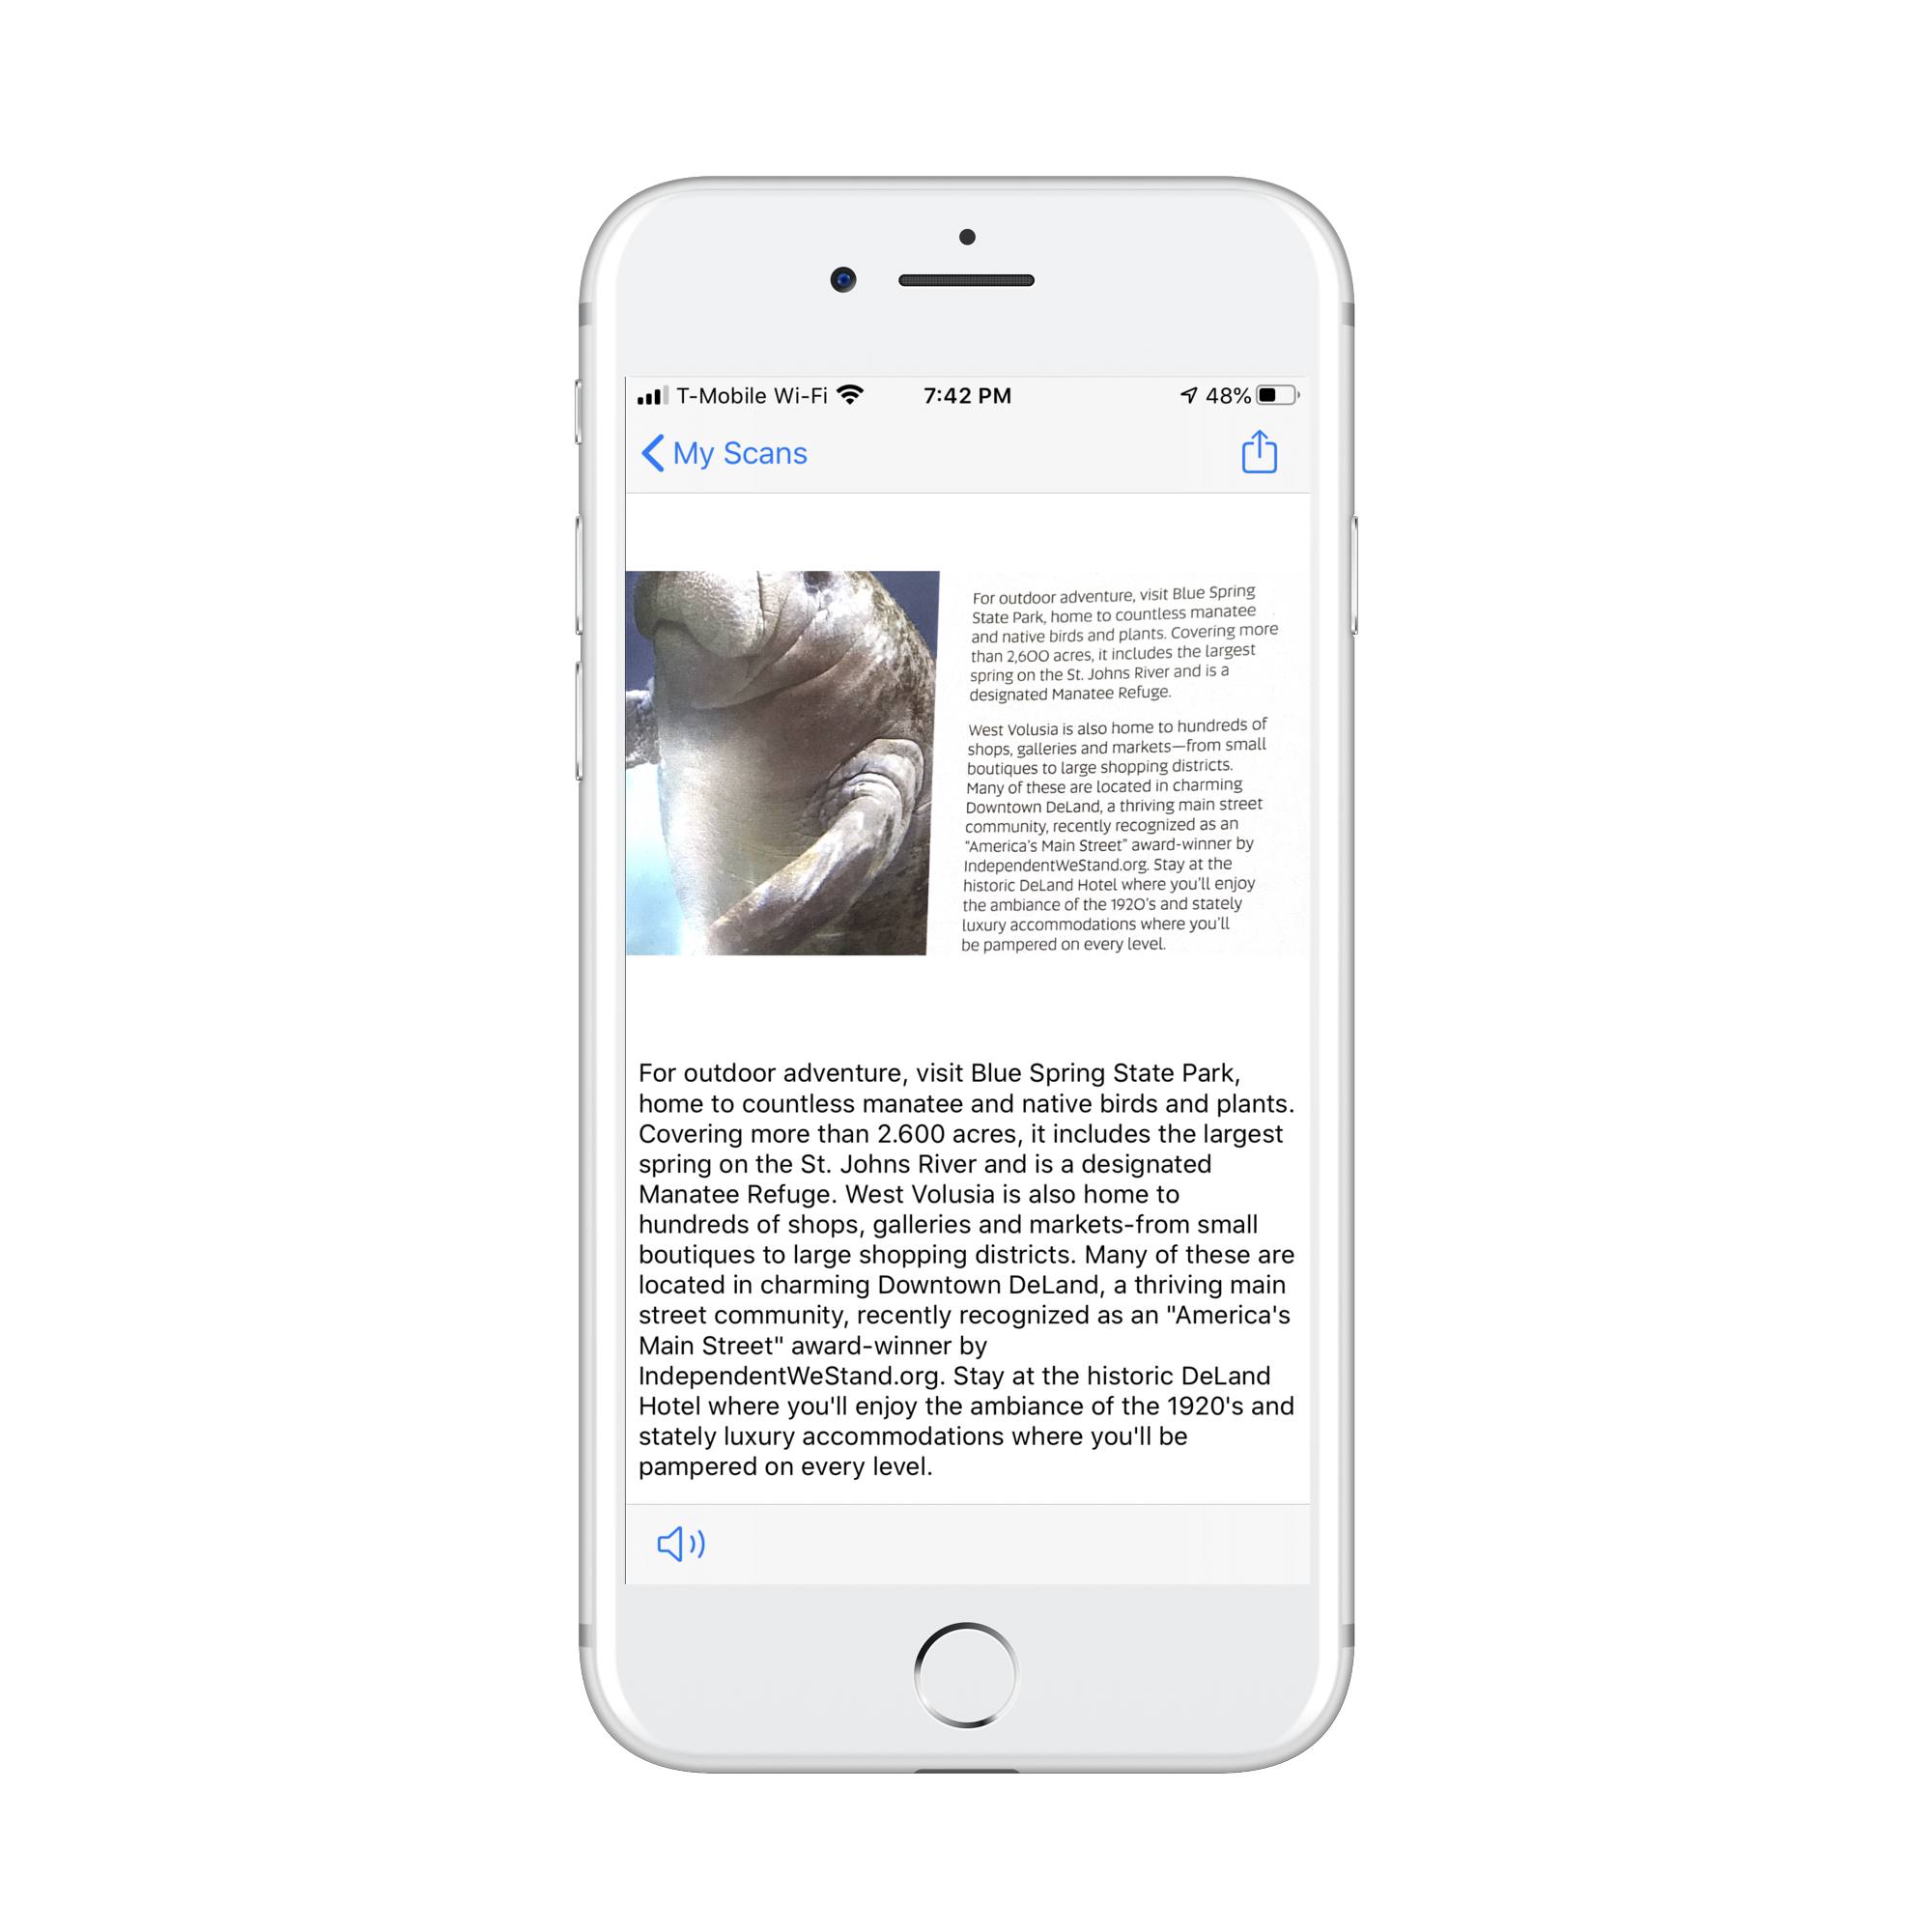 T-Mobile Wi-Fi 7:42 PM 48%
My Scans
For outdoor adventure, visit Blue Spring
State Park, home to countless manatee
and native birds and plants. Covering more
than 2,600 acres, it includes the largest
spring on the St. Johns River and is a
designated Manatee Refuge.
West Volusia is also home to hundreds of
shops, galleries and markets—from small
boutiques to large shopping districts.
Many of these are located in charming
Downtown DeLand, a thriving main street
community, recently recognized as an
“America’s Main Street” award-winner by
IndependentWeStand.org. Stay at the
historic DeLand Hotel where you’ll enjoy
the ambiance of the 1920’s and stately
luxury accommodations where you’ll
be pampered on every level.
For outdoor adventure, visit Blue Spring State Park,
home to countless manatee and native birds and plants.
Covering more than 2.600 acres, it includes the largest
spring on the St. Johns River and is a designated
Manatee Refuge. West Volusia is also home to
hundreds of shops, galleries and markets-from small
boutiques to large shopping districts. Many of these are
located in charming Downtown DeLand, a thriving main
street community, recently recognized as an "America's
Main Street" award-winner by
IndependentWeStand.org. Stay at the historic DeLand
Hotel where you'll enjoy the ambiance of the 1920's and
stately luxury accommodations where you'll be
pampered on every level.